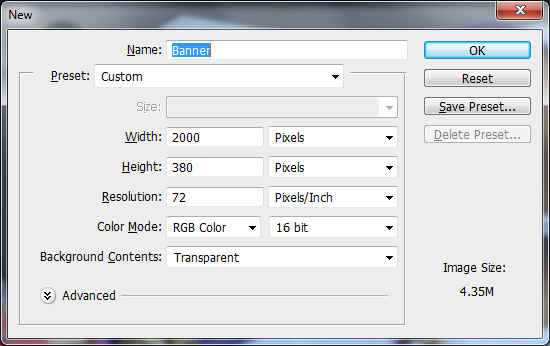 New
Name: Banner
OK
Preset: Custom
Reset
Size:
Save Preset...
Width: 2000 Pixels
Delete Preset...
Height: 380 Pixels
Resolution: 72 Pixels/Inch
Color Mode: RGB Color 16 bit
Background Contents: Transparent
Image Size:
4.35M
Advanced